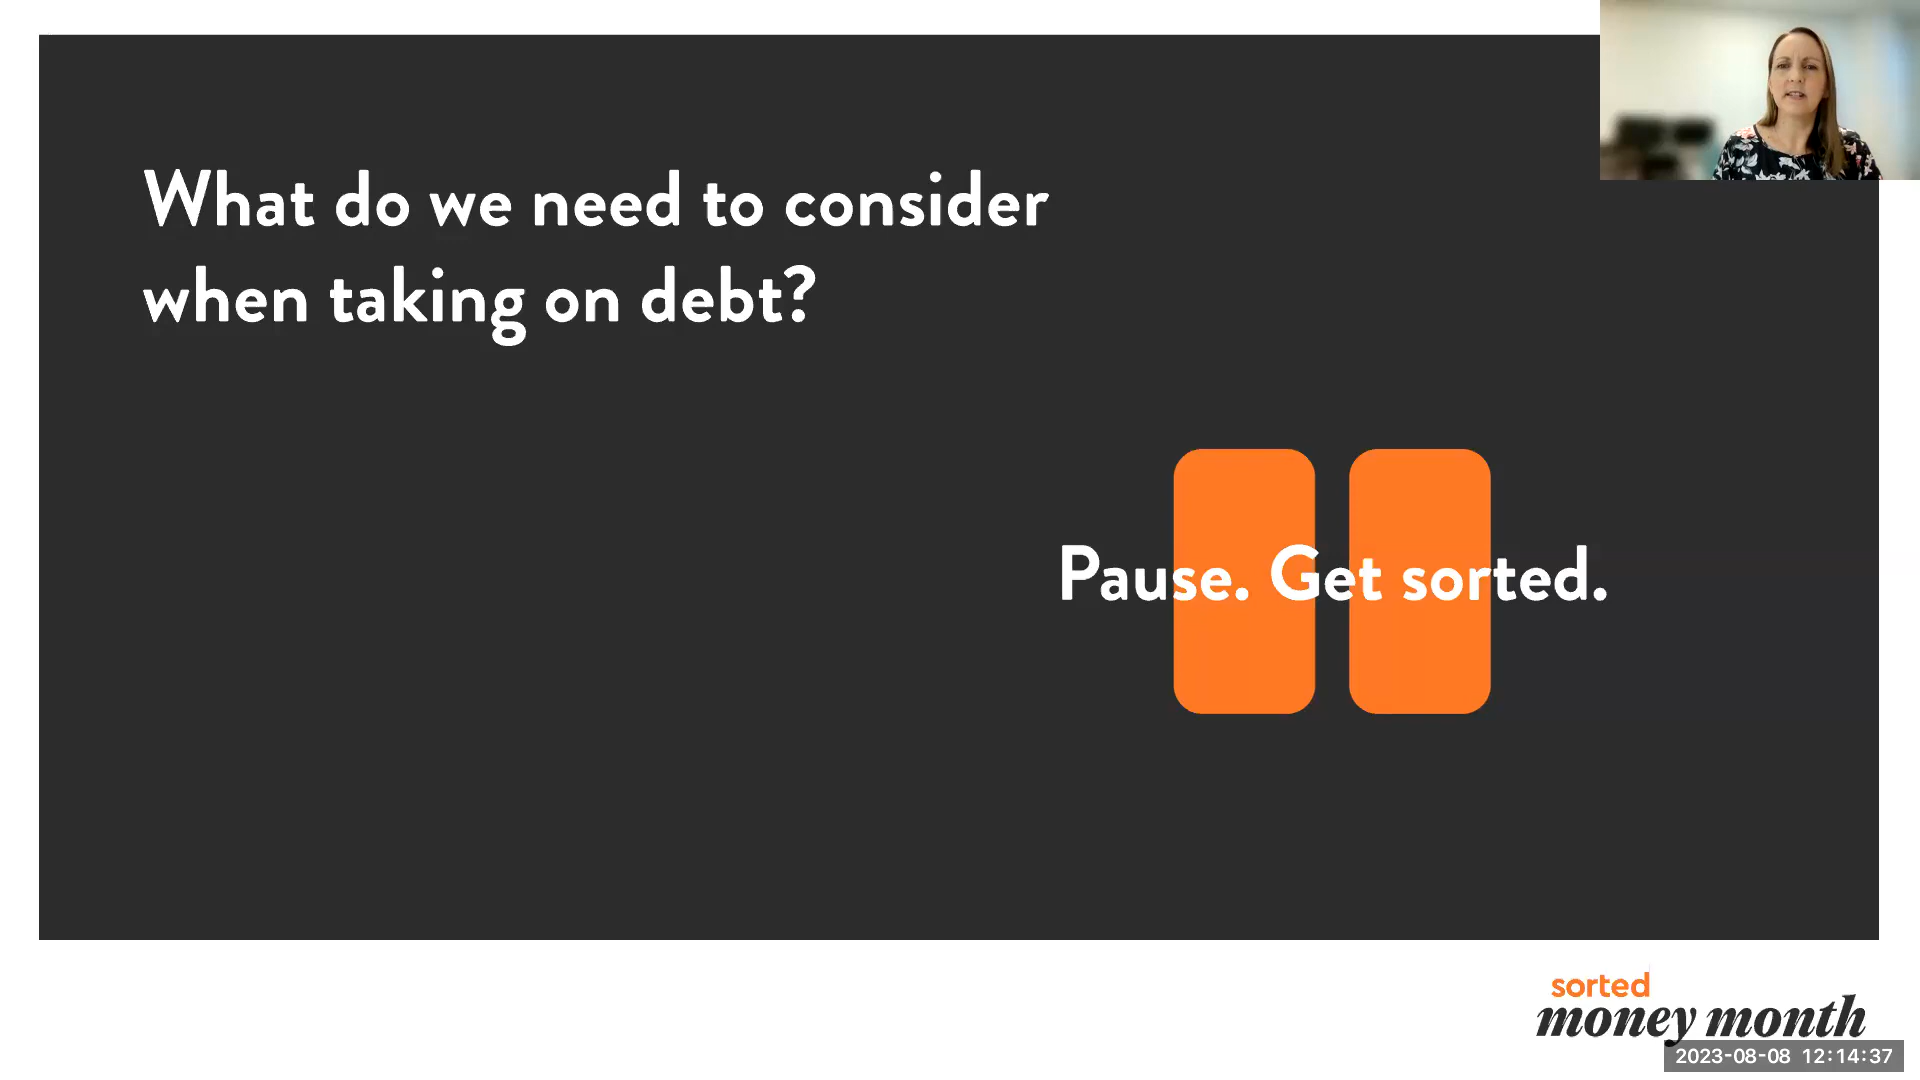 What do we need to consider
when taking on debt?
Pause. Get sorted.
sorted
money month
2023-08-08 12:14:37